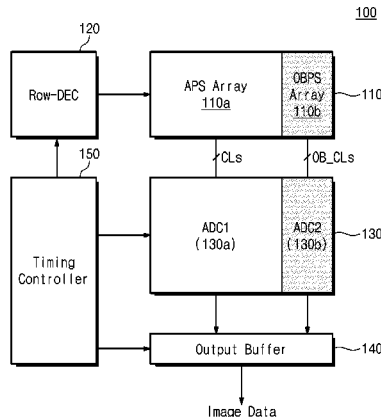 100
120
Row-DEC
APS Array
110a
OBPS
Array
110b
110
CLs
OB_CLs
150
Timing
Controller
ADC1
(130a)
ADC2
(130b)
130
Output Buffer
140
Image Data